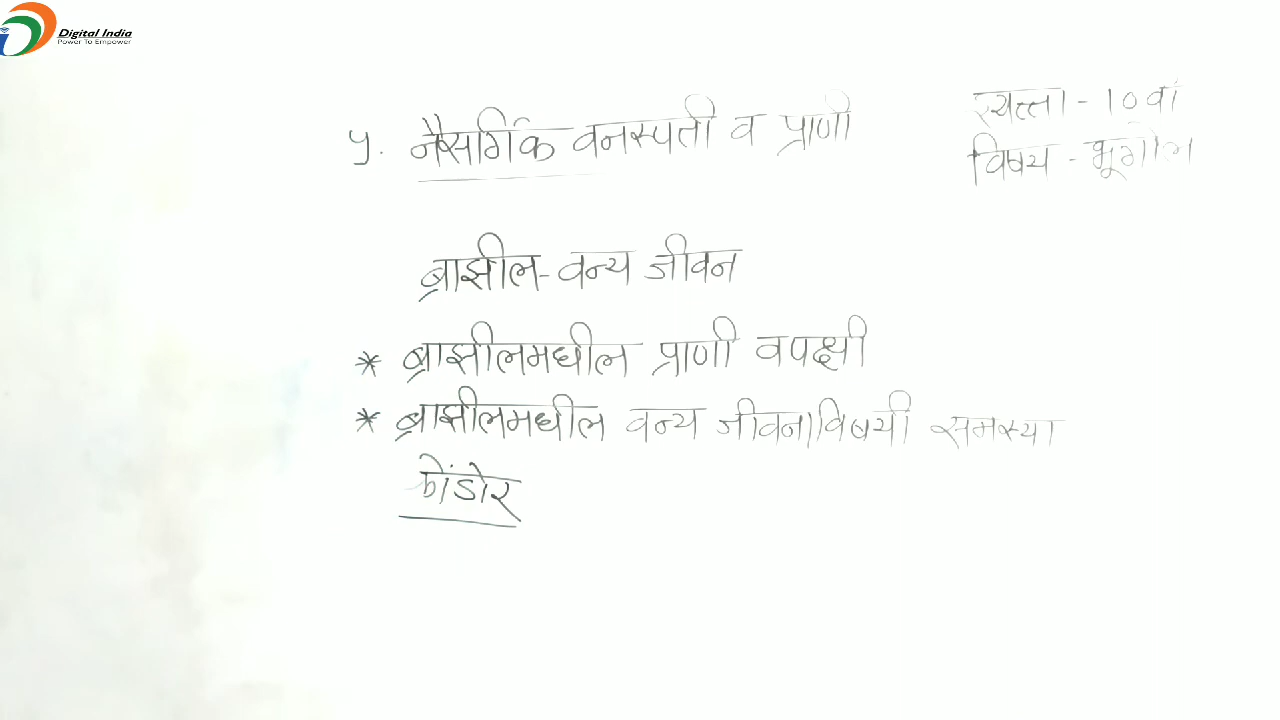 Digital India
Power To Empower
इयत्ता - 10वी
५. नैसर्गिक वनस्पती व प्राणी
विषय - भूगोल
ब्राझील - वन्य जीवन
* ब्राझीलमधील प्राणी व पक्षी
* ब्राझीलमधील वन्य जीवनाविषयी समस्या
कोंडोर